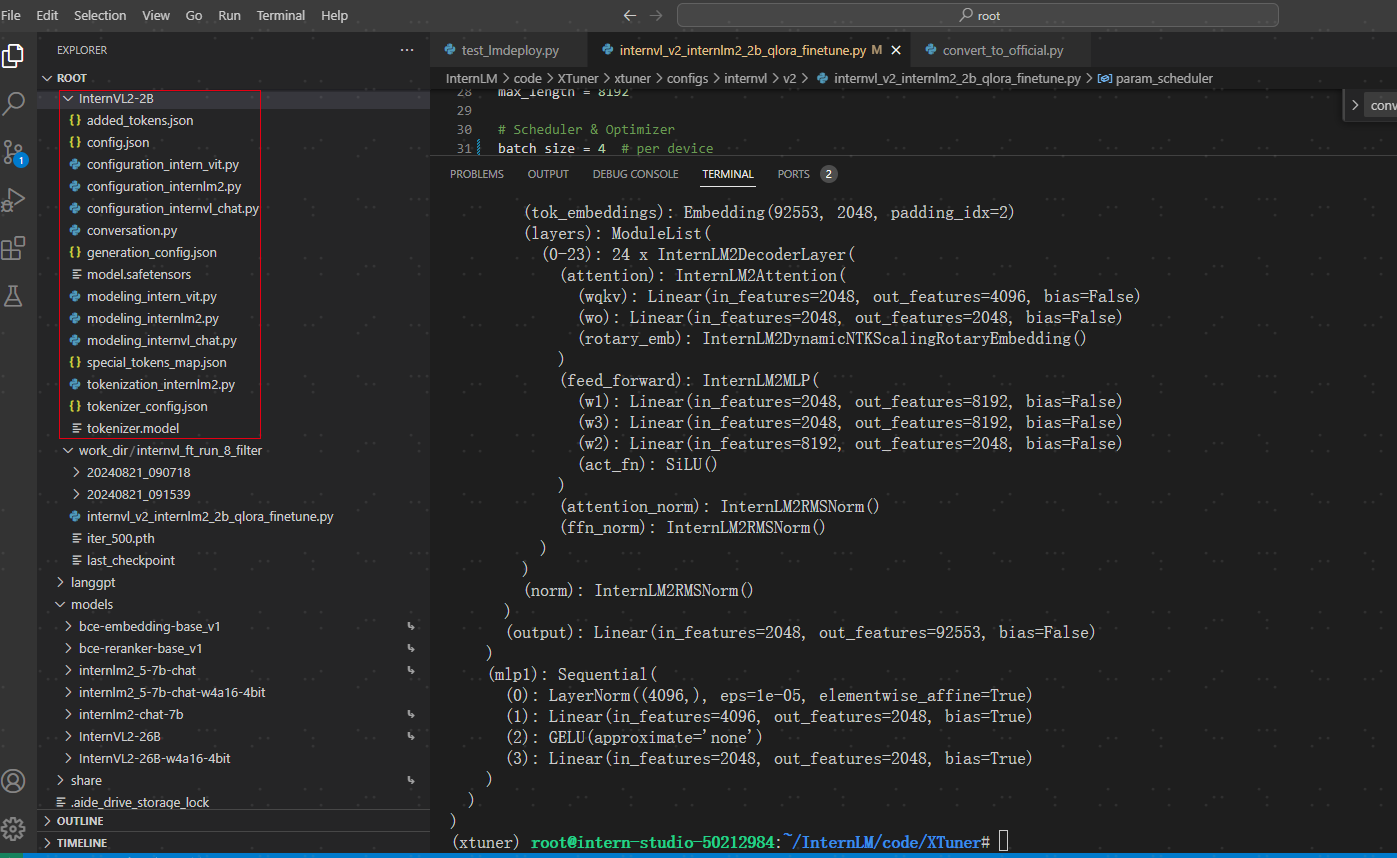 File Edit Selection View Go Run Terminal Help
root
EXPLORER
ROOT
InternVL2-2B
added_tokens.json
config.json
configuration_intern_vit.py
configuration_internlm2.py
configuration_internvl_chat.py
conversation.py
generation_config.json
model.safetensors
modeling_intern_vit.py
modeling_internlm2.py
modeling_internvl_chat.py
special_tokens_map.json
tokenization_internlm2.py
tokenizer_config.json
tokenizer.model
work_dir/internvl_ft_run_8_filter
20240821_090718
20240821_091539
internvl_v2_internlm2_2b_qlora_finetune.py
iter_500.pth
last_checkpoint
langgpt
models
bce-embedding-base_v1
bce-reranker-base_v1
internlm2_5-7b-chat
internlm2_5-7b-chat-w4a16-4bit
internlm2-chat-7b
InternVL2-26B
InternVL2-26B-w4a16-4bit
share
.aide_drive_storage_lock
OUTLINE
TIMELINE
1
test_lmdeploy.py internvl_v2_internlm2_2b_qlora_finetune.py M convert_to_official.py
InternLM > code > XTuner > xtuner > configs > internvl > v2 > internvl_v2_internlm2_2b_qlora_finetune.py > param_scheduler
28 max_length = 8192
29
30 # Scheduler & Optimizer
31 batch_size = 4 # per device
conv
PROBLEMS OUTPUT DEBUG CONSOLE TERMINAL PORTS 2
(tok_embeddings): Embedding(92553, 2048, padding_idx=2)
(layers): ModuleList(
(0-23): 24 x InternLM2DecoderLayer(
(attention): InternLM2Attention(
(wqkv): Linear(in_features=2048, out_features=4096, bias=False)
(wo): Linear(in_features=2048, out_features=2048, bias=False)
(rotary_emb): InternLM2DynamicNTKScalingRotaryEmbedding()
)
(feed_forward): InternLM2MLP(
(w1): Linear(in_features=2048, out_features=8192, bias=False)
(w3): Linear(in_features=2048, out_features=8192, bias=False)
(w2): Linear(in_features=8192, out_features=2048, bias=False)
(act_fn): SiLU()
)
(attention_norm): InternLM2RMSNorm()
(ffn_norm): InternLM2RMSNorm()
)
)
(norm): InternLM2RMSNorm()
)
(output): Linear(in_features=2048, out_features=92553, bias=False)
)
(mlp1): Sequential(
(0): LayerNorm((4096,), eps=1e-05, elementwise_affine=True)
(1): Linear(in_features=4096, out_features=2048, bias=True)
(2): GELU(approximate='none')
(3): Linear(in_features=2048, out_features=2048, bias=True)
)
)
)
(xtuner) root@intern-studio-50212984:~/InternLM/code/XTuner#